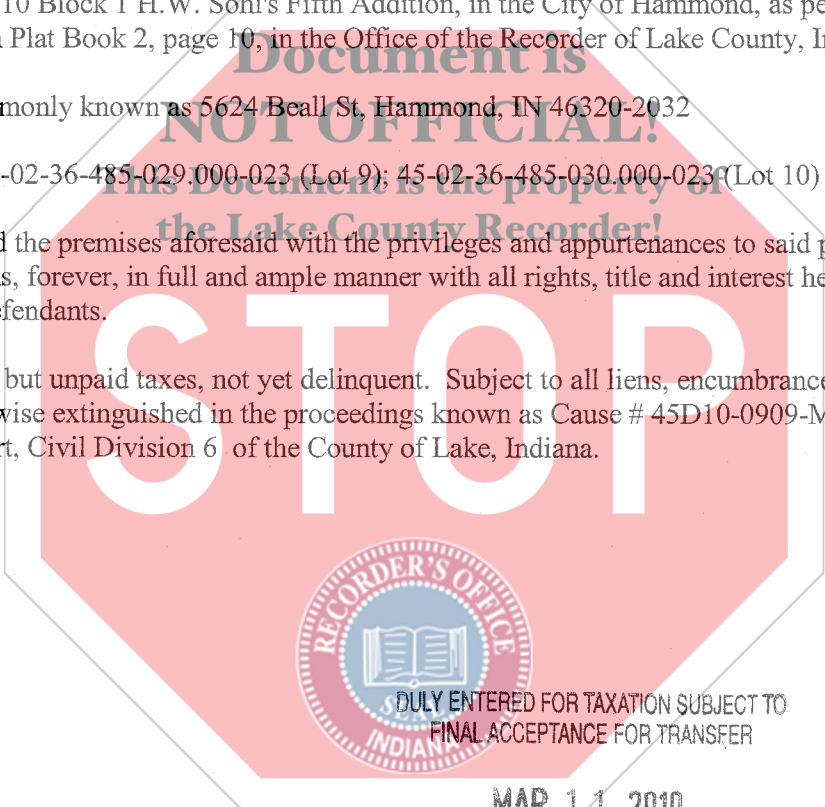 10 Block 1 H.W. Sohl's Fifth Addition, in the City of Hammond, as pe
Plat Book 2, page 10, in the Office of the Recorder of Lake County, In
Document is
monly known as 5624 Beall St, Hammond, IN 46320-2032
NOT OFFICIAL!
-02-36-485-029.000-023 (Lot 9); 45-02-36-485-030.000-023 (Lot 10)
This Document is the property of
the Lake County Recorder!
d the premises aforesaid with the privileges and appurtenances to said p
s, forever, in full and ample manner with all rights, title and interest he
efendants.
STOP
but unpaid taxes, not yet delinquent. Subject to all liens, encumbrance
wise extinguished in the proceedings known as Cause # 45D10-0909-M
rt, Civil Division 6 of the County of Lake, Indiana.
RECORDER'S OFFICE
SEAL
INDIANA
DULY ENTERED FOR TAXATION SUBJECT TO
FINAL ACCEPTANCE FOR TRANSFER
MAR 11 2010